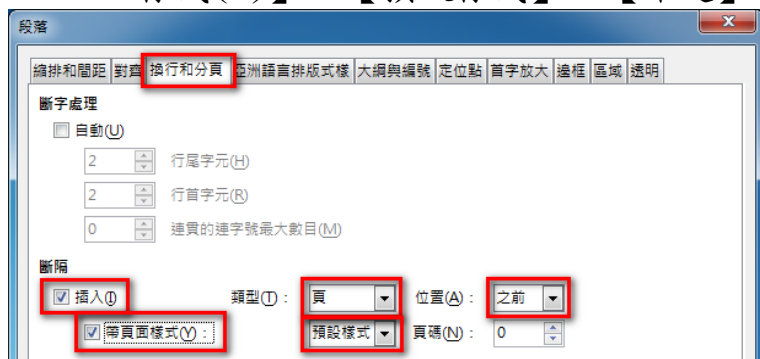 段落
編排和間距 對齊 換行和分頁 亞洲語言排版式樣 大綱與編號 定位點 首字放大 邊框 區域 透明
斷字處理
自動(U)
2 行尾字元(H)
2 行首字元(R)
0 連貫的連字號最大數目(M)
斷隔
插入(I) 類型(T)： 頁 位置(A)： 之前
帶頁面樣式(Y)： 預設樣式 頁碼(N)： 0